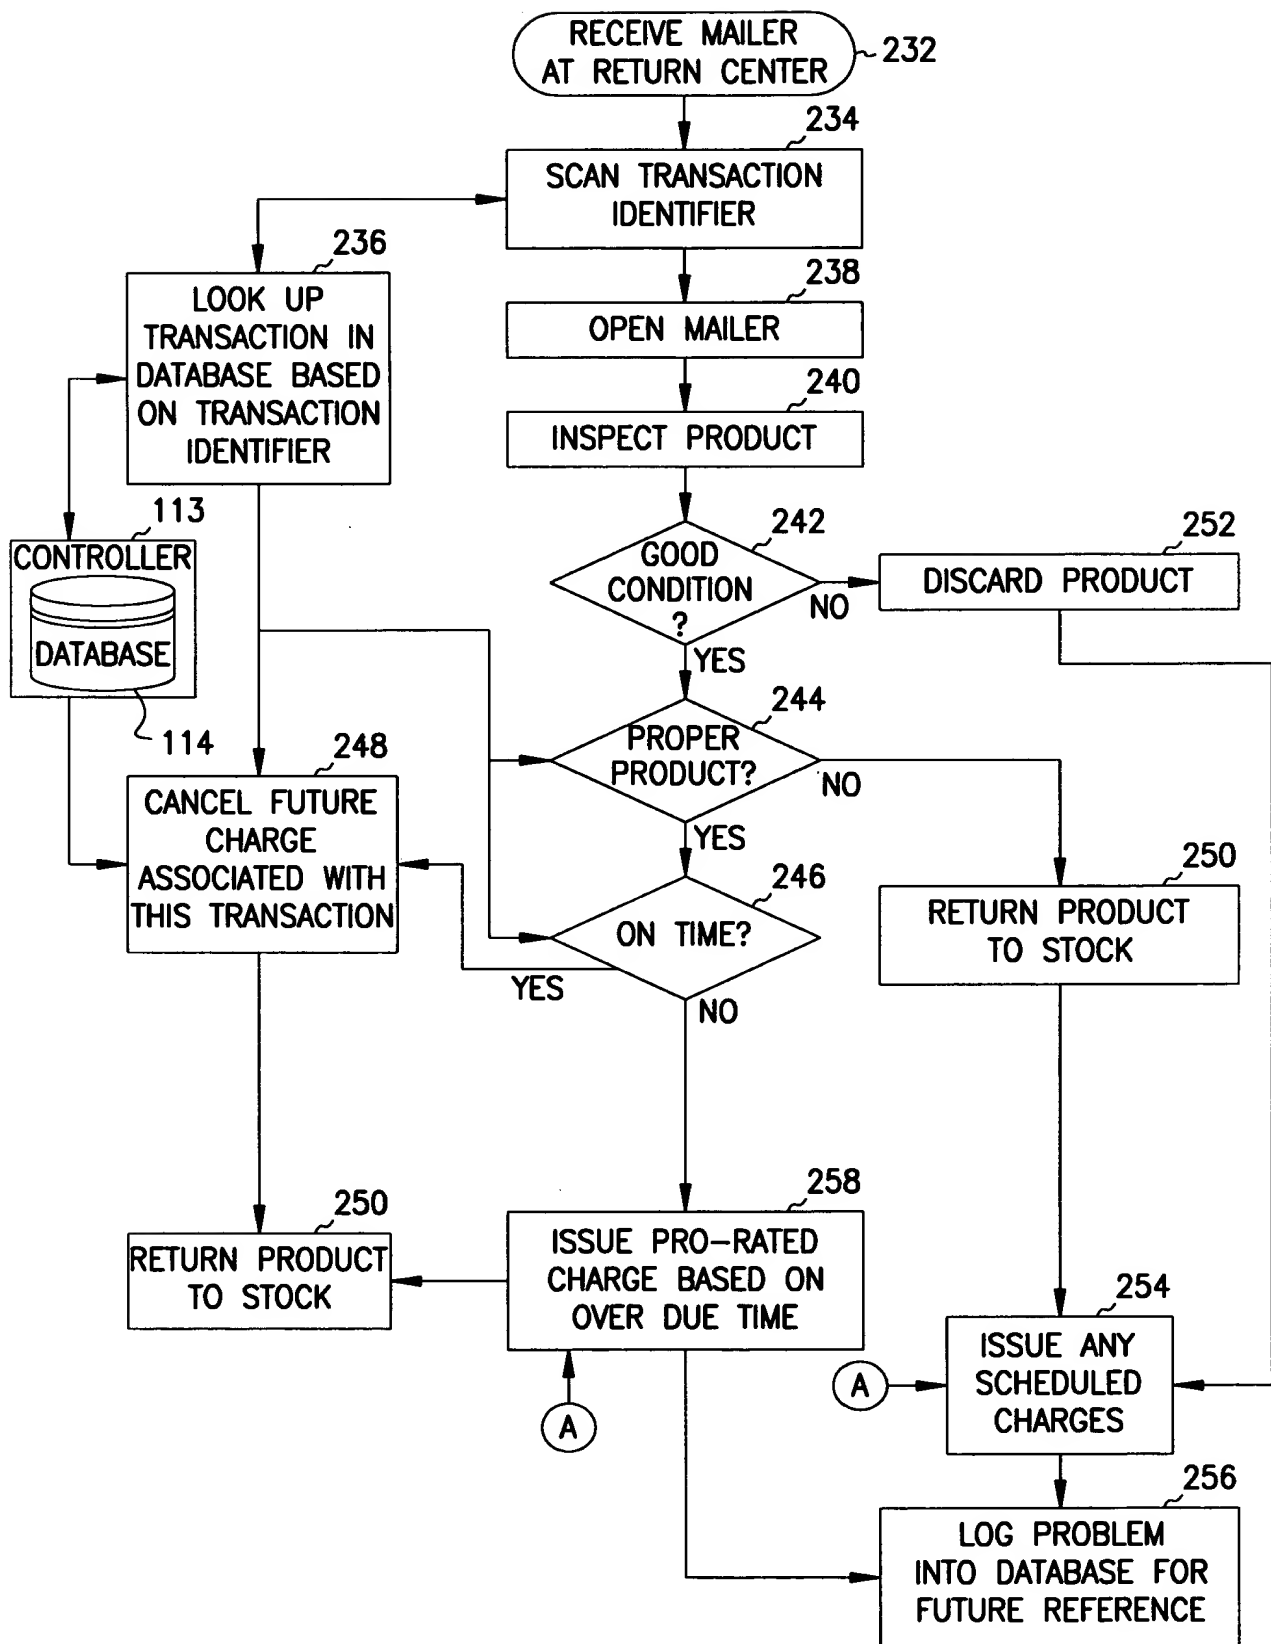 RECEIVE MAILER
AT RETURN CENTER
232
234
SCAN TRANSACTION
IDENTIFIER
236
LOOK UP
TRANSACTION IN
DATABASE BASED
ON TRANSACTION
IDENTIFIER
238
OPEN MAILER
240
INSPECT PRODUCT
113
CONTROLLER
DATABASE
114
242
GOOD
CONDITION
?
NO
YES
252
DISCARD PRODUCT
244
PROPER
PRODUCT?
NO
YES
248
CANCEL FUTURE
CHARGE
ASSOCIATED WITH
THIS TRANSACTION
246
ON TIME?
YES
NO
250
RETURN PRODUCT
TO STOCK
250
RETURN PRODUCT
TO STOCK
258
ISSUE PRO-RATED
CHARGE BASED ON
OVER DUE TIME
A
254
ISSUE ANY
SCHEDULED
CHARGES
A
256
LOG PROBLEM
INTO DATABASE FOR
FUTURE REFERENCE